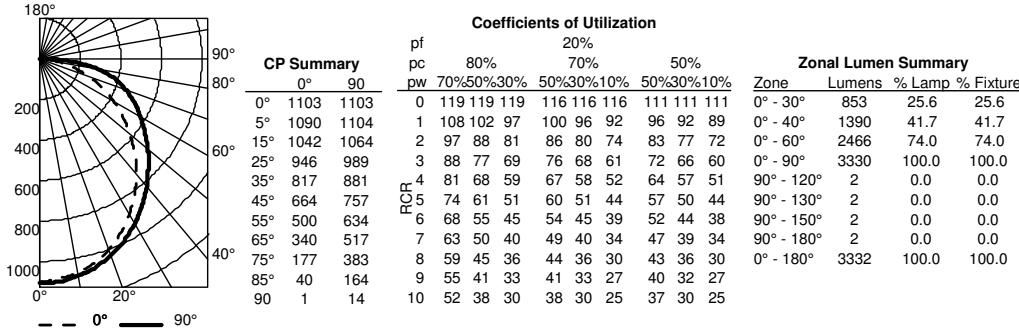 180°
90°
80°
60°
40°
20°
0°
200
400
600
800
1000
0° 90°
CP Summary
0° 90
0° 1103 1103
5° 1090 1104
15° 1042 1064
25° 946 989
35° 817 881
45° 664 757
55° 500 634
65° 340 517
75° 177 383
85° 40 164
90 1 14
Coefficients of Utilization
pf 20%
pc 80% 70% 50%
pw 70%50%30% 50%30%10% 50%30%10%
RCR
0 119 119 119 116 116 116 111 111 111
1 108 102 97 100 96 92 96 92 89
2 97 88 81 86 80 74 83 77 72
3 88 77 69 76 68 61 72 66 60
4 81 68 59 67 58 52 64 57 51
5 74 61 51 60 51 44 57 50 44
6 68 55 45 54 45 39 52 44 38
7 63 50 40 49 40 34 47 39 34
8 59 45 36 44 36 30 43 36 30
9 55 41 33 41 33 27 40 32 27
10 52 38 30 38 30 25 37 30 25
Zonal Lumen Summary
Zone Lumens % Lamp % Fixture
0° - 30° 853 25.6 25.6
0° - 40° 1390 41.7 41.7
0° - 60° 2466 74.0 74.0
0° - 90° 3330 100.0 100.0
90° - 120° 2 0.0 0.0
90° - 130° 2 0.0 0.0
90° - 150° 2 0.0 0.0
90° - 180° 2 0.0 0.0
0° - 180° 3332 100.0 100.0